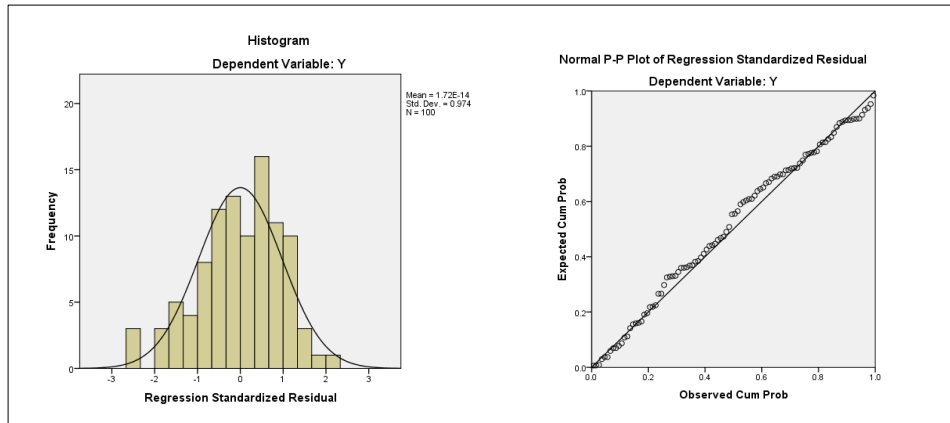 Histogram
Dependent Variable: Y
Mean = 1.72E-14
Std. Dev. = 0.974
N = 100
Frequency
20
15
10
5
0
-3 -2 -1 0 1 2 3
Regression Standardized Residual
Normal P-P Plot of Regression Standardized Residual
Dependent Variable: Y
Expected Cum Prob
1.0
0.8
0.6
0.4
0.2
0.0
0.0 0.2 0.4 0.6 0.8 1.0
Observed Cum Prob